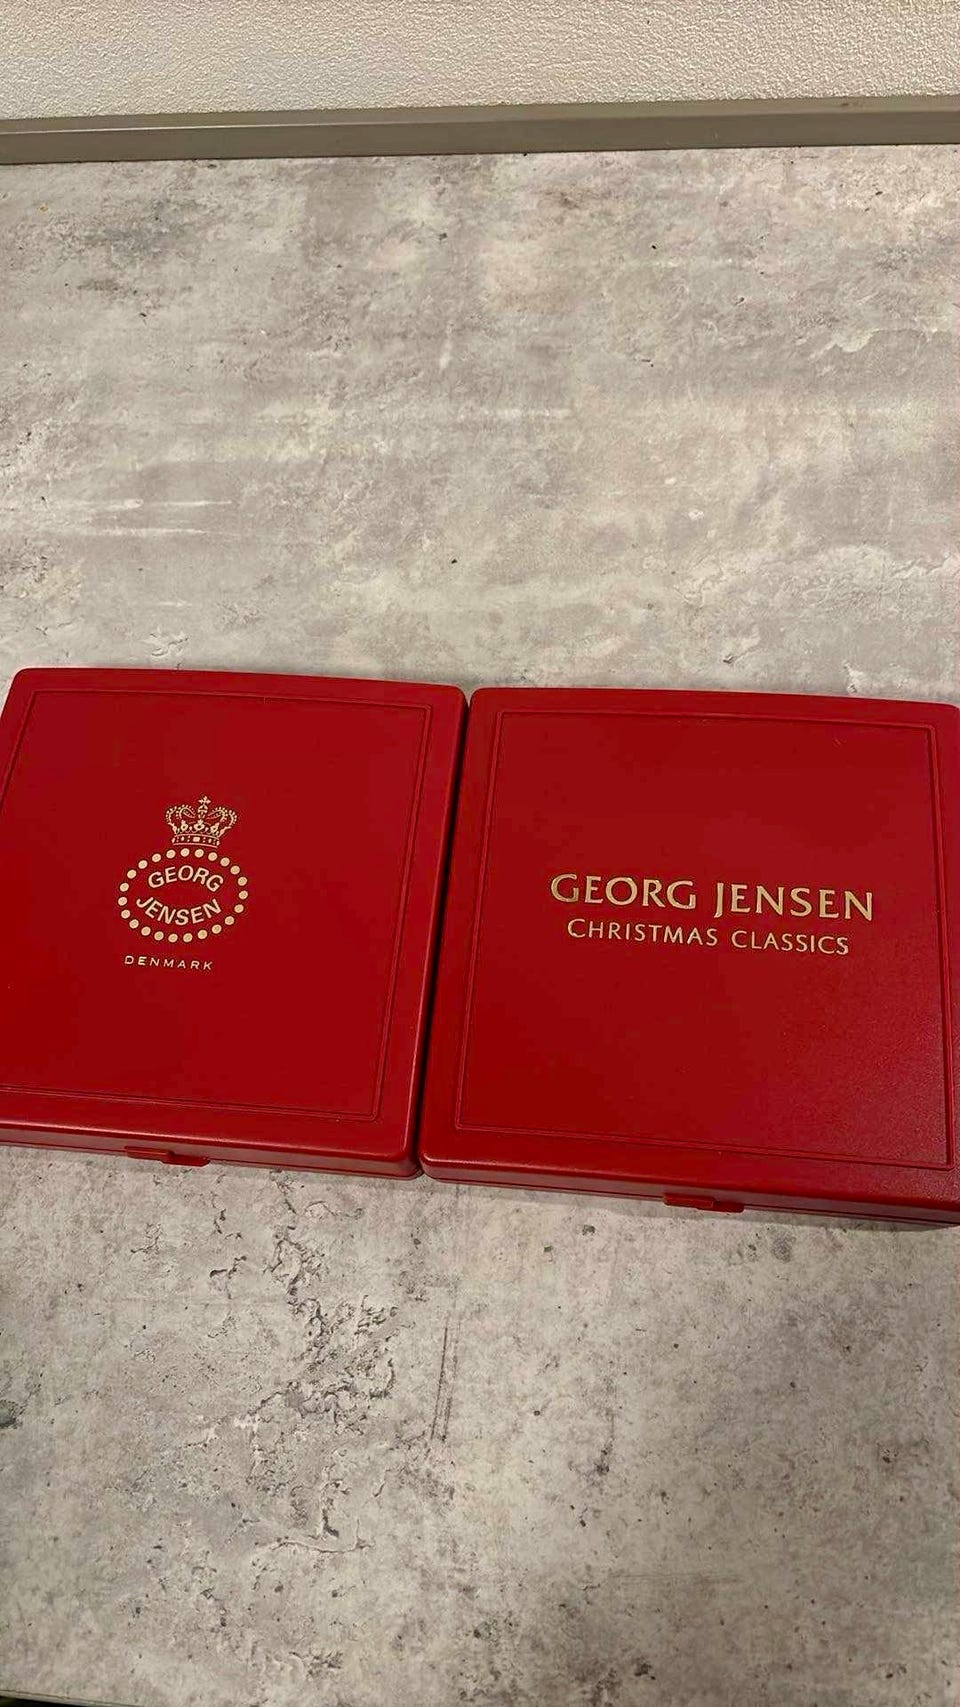 GEORG
JENSEN
DENMARK
GEORG JENSEN
CHRISTMAS CLASSICS